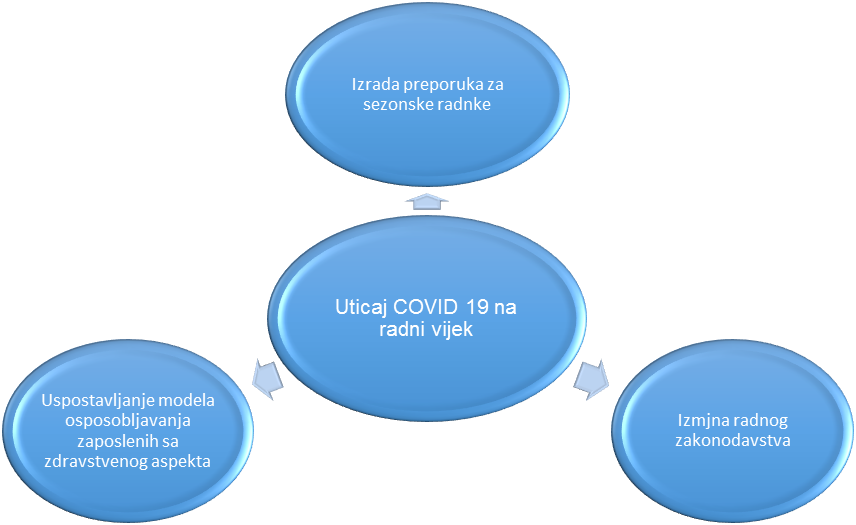 Izrada preporuka za
sezonske radnke
Uticaj COVID 19 na
radni vijek
Uspostavljanje modela
osposobljavanja
zaposlenih sa
zdravstvenog aspekta
Izmjna radnog
zakonodavstva